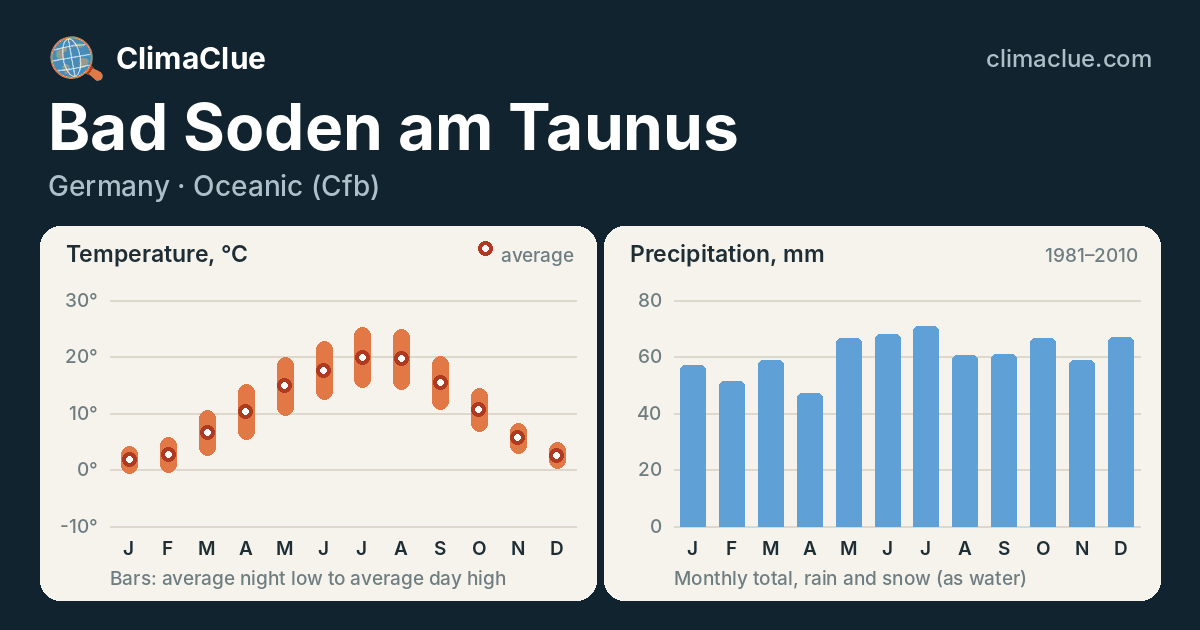 ClimaClue
climaclue.com
Bad Soden am Taunus
Germany · Oceanic (Cfb)
Temperature, °C
average
30°
20°
10°
0°
-10°
J F M A M J J A S O N D
Bars: average night low to average day high
Precipitation, mm
1981–2010
80
60
40
20
0
J F M A M J J A S O N D
Monthly total, rain and snow (as water)